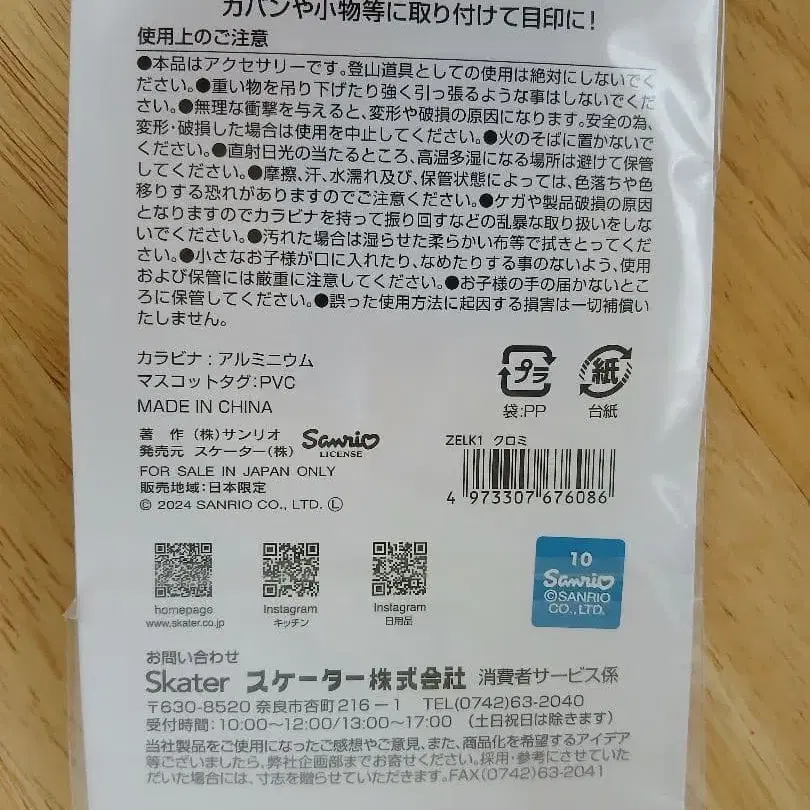 カバンや小物等に取り付けて目印に!
使用上のご注意
●本品はアクセサリーです。登山道具としての使用は絶対にしないでく
ださい。●重い物を吊り下げたり強く引っ張るような事はしないでくだ
さい。●無理な衝撃を与えると、変形や破損の原因になります。安全の為、
変形・破損した場合は使用を中止してください。●火のそばに置かないで
ください。●直射日光の当たるところ、高温多湿になる場所は避けて保管
してください。●摩擦、汗、水濡れ及び、保管状態によっては、色落ちや色
移りする恐れがありますのでご注意ください。●ケガや製品破損の原因
となりますのでカラビナを持って振り回すなどの乱暴な取り扱いをしな
いでください。●汚れた場合は湿らせた柔らかい布等で拭きとってくだ
さい。●小さなお子様が口に入れたり、なめたりする事のないよう、使用
および保管には厳重に注意してください。●お子様の手の届かないとこ
ろに保管してください。●誤った使用方法に起因する損害は一切補償い
たしません。
カラビナ:アルミニウム
マスコットタグ:PVC
MADE IN CHINA
プラ
袋:PP
紙
台紙
著 作 (株)サンリオ
発売元 スケーター(株)
Sanrio
LICENSE
FOR SALE IN JAPAN ONLY
販売地域:日本限定
© 2024 SANRIO CO., LTD. Ⓛ
ZELK1 クロミ
4 973307 676086
homepage
www.skater.co.jp
Instagram
キッチン
Instagram
日用品
10
Sanrio
©SANRIO
CO.,LTD.
お問い合わせ
Skater スケーター株式会社 消費者サービス係
〒630-8520 奈良市杏町216-1 TEL(0742)63-2040
受付時間:10:00~12:00/13:00~17:00 (土日祝日は除きます)
当社製品をご使用になったご感想やご意見、また、商品化を希望するアイデア
等ございましたら、弊社企画部までお寄せください。採用・参考にさせていた
だいた場合には、寸志を贈らせていただきます。FAX(0742)63-2041